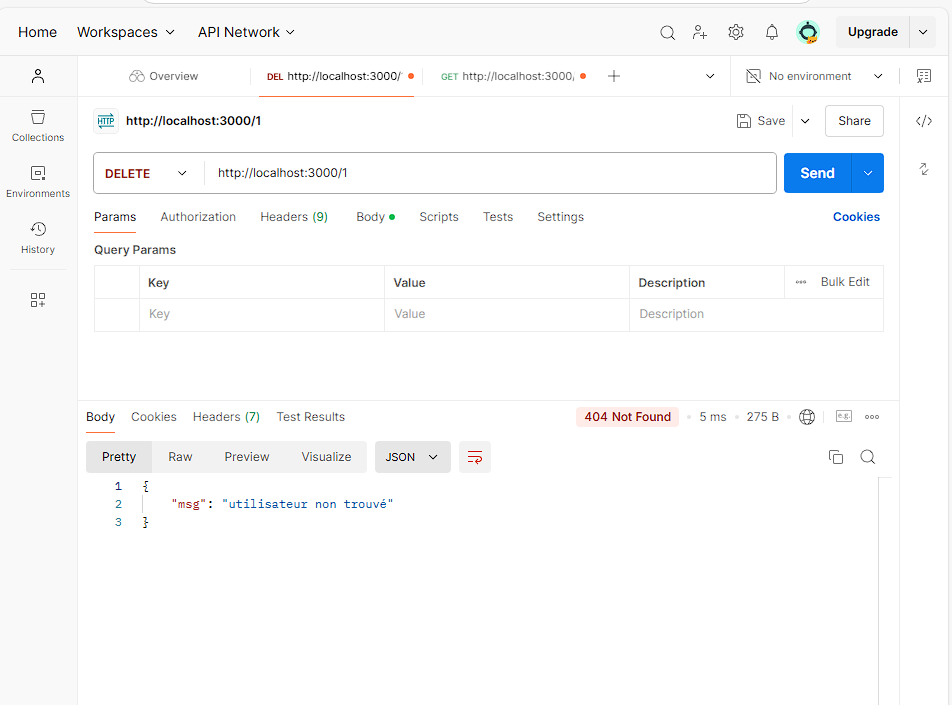 Home Workspaces API Network Upgrade
Overview DEL http://localhost:3000/ GET http://localhost:3000/ No environment
HTTP http://localhost:3000/1 Save Share
Collections
DELETE http://localhost:3000/1 Send
Environments
Params Authorization Headers (9) Body Scripts Tests Settings Cookies
History
Query Params
Key Value Description Bulk Edit
Key Value Description
Body Cookies Headers (7) Test Results 404 Not Found 5 ms 275 B e.g.
Pretty Raw Preview Visualize JSON
1 {
2 "msg": "utilisateur non trouvé"
3 }